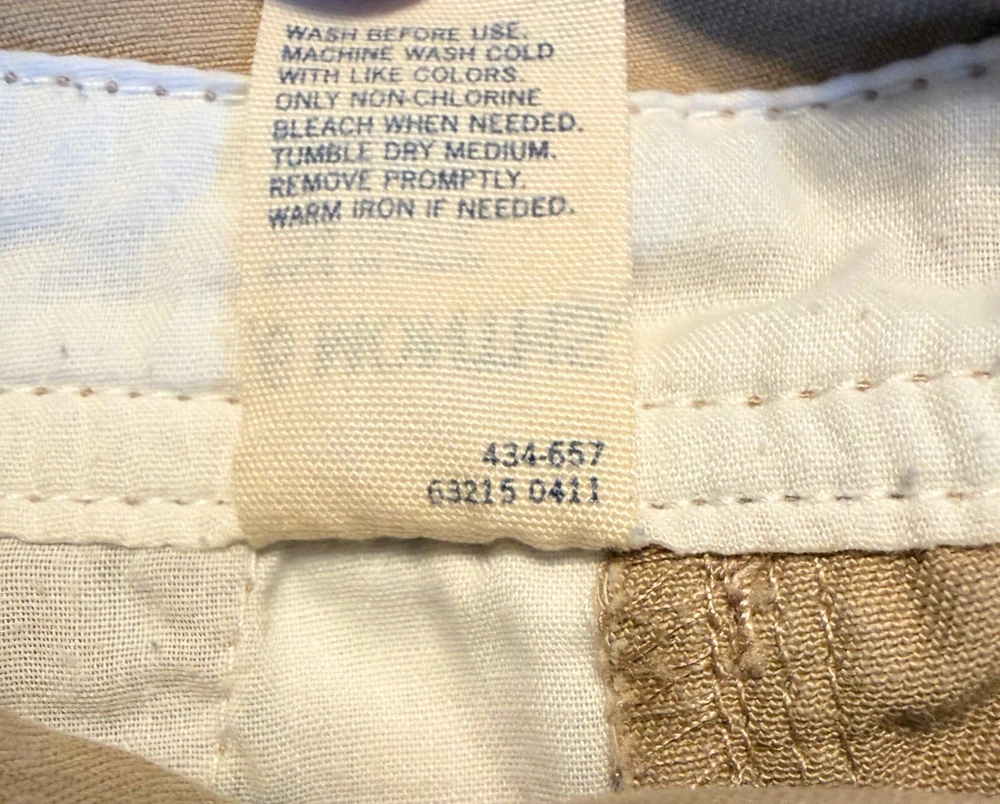 WASH BEFORE USE.
MACHINE WASH COLD
WITH LIKE COLORS.
ONLY NON-CHLORINE
BLEACH WHEN NEEDED.
TUMBLE DRY MEDIUM.
REMOVE PROMPTLY.
WARM IRON IF NEEDED.
434-657
63215 0411